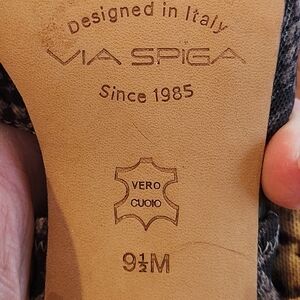 Designed in Italy
VIA SPIGA
Since 1985
VERO
CUOIO
9½M